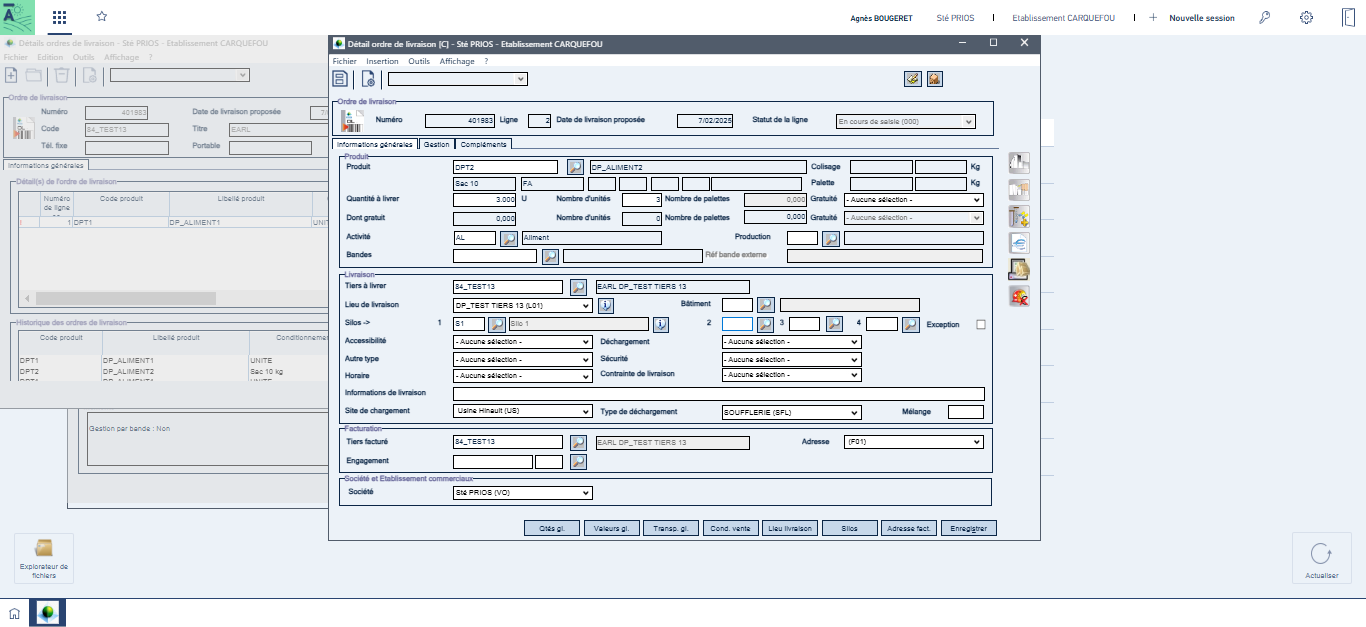 Agnès BOUGERET Sté PRIOS | Etablissement CARQUEFOU | + Nouvelle session
Détails ordres de livraison - Sté PRIOS - Etablissement CARQUEFOU
Fichier Edition Outils Affichage ?
Ordre de livraison
Numéro 401983 Date de livraison proposée 7/0
Code 84_TEST13 Titre EARL
Tél. fixe Portable
Informations générales
Détail(s) de l'ordre de livraison
Numéro de ligne Code produit Libellé produit
1 DPT1 DP_ALIMENT1 UNIT
Historique des ordres de livraison
Code produit Libellé produit Conditionneme
DPT1 DP_ALIMENT1 UNITE
DPT2 DP_ALIMENT2 Sac 10 kg
DPT1 DP_ALIMENT1 UNITE
Gestion par bande : Non
Détail ordre de livraison [C] - Sté PRIOS - Etablissement CARQUEFOU
Fichier Insertion Outils Affichage ?
Ordre de livraison
Numéro 401983 Ligne 2 Date de livraison proposée 7/02/2025 Statut de la ligne En cours de saisie (000)
Informations générales Gestion Compléments
Produit
Produit DPT2 DP_ALIMENT2 Colisage Kg
Sac 10 FA Palette Kg
Quantité à livrer 3.000 U Nombre d'unités 3 Nombre de palettes 0,000 Gratuité - Aucune sélection -
Dont gratuit 0,000 Nombre d'unités 0 Nombre de palettes 0,000 Gratuité - Aucune sélection -
Activité AL Aliment Production
Bandes Réf bande externe
Livraison
Tiers à livrer 84_TEST13 EARL DP_TEST TIERS 13
Lieu de livraison DP_TEST TIERS 13 (L01) Bâtiment
Silos -> 1 S1 Silo 1 2 3 4 Exception
Accessibilité - Aucune sélection - Déchargement - Aucune sélection -
Autre type - Aucune sélection - Sécurité - Aucune sélection -
Horaire - Aucune sélection - Contrainte de livraison - Aucune sélection -
Informations de livraison
Site de chargement Usine Hinault (US) Type de déchargement SOUFFLERIE (SFL) Mélange
Facturation
Tiers facturé 84_TEST13 EARL DP_TEST TIERS 13 Adresse (F01)
Engagement
Société et Etablissement commerciaux
Société Sté PRIOS (VO)
Qtés gl. Valeurs gl. Transp. gl. Cond. vente Lieu livraison Silos Adresse fact. Enregistrer
Explorateur de
fichiers
Actualiser